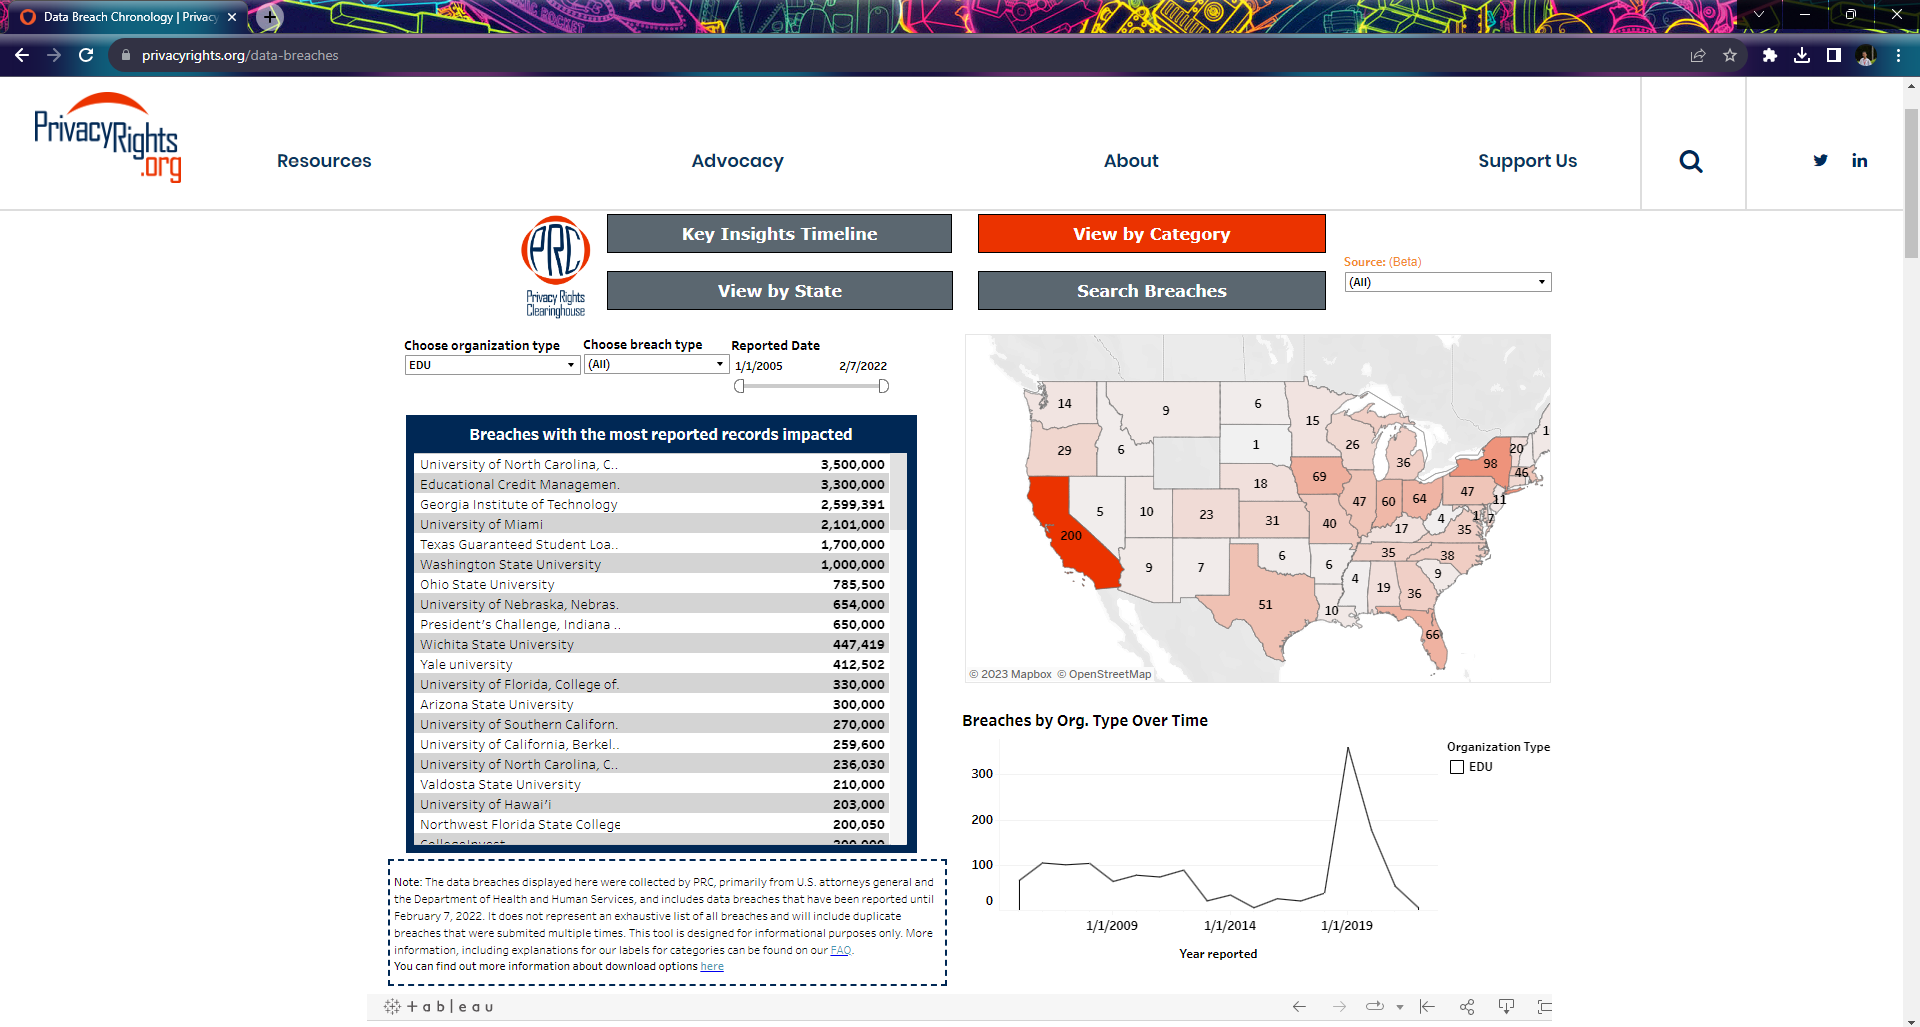 Data Breach Chronology | Privacy
privacyrights.org/data-breaches
PrivacyRights
.org
Resources
Advocacy
About
Support Us
in
PRC
Privacy Rights
Clearinghouse
Key Insights Timeline
View by Category
View by State
Search Breaches
Source: (Beta)
(All)
Choose organization type
Choose breach type
Reported Date
EDU
(All)
1/1/2005
2/7/2022
Breaches with the most reported records impacted
University of North Carolina, C.. 3,500,000
Educational Credit Managemen. 3,300,000
Georgia Institute of Technology 2,599,391
University of Miami 2,101,000
Texas Guaranteed Student Loa.. 1,700,000
Washington State University 1,000,000
Ohio State University 785,500
University of Nebraska, Nebras. 654,000
President's Challenge, Indiana .. 650,000
Wichita State University 447,419
Yale university 412,502
University of Florida, College of. 330,000
Arizona State University 300,000
University of Southern Californ. 270,000
University of California, Berkel.. 259,600
University of North Carolina, C.. 236,030
Valdosta State University 210,000
University of Hawai'i 203,000
Northwest Florida State College 200,050
CollegeInvest 200,000
Note: The data breaches displayed here were collected by PRC, primarily from U.S. attorneys general and
the Department of Health and Human Services, and includes data breaches that have been reported until
February 7, 2022. It does not represent an exhaustive list of all breaches and will include duplicate
breaches that were submited multiple times. This tool is designed for informational purposes only. More
information, including explanations for our labels for categories can be found on our FAQ.
You can find out more information about download options here
14 9 6 15 1
29 6 1 26 36 98 20
46
69 18
5 10 23 31 40 47 60 64 47 11
200
17 4 35 1 7
9 7 6 6 35 38
4 19 36 9
51 10 66
© 2023 Mapbox © OpenStreetMap
Breaches by Org. Type Over Time
Organization Type
EDU
300
200
100
0
1/1/2009
1/1/2014
1/1/2019
Year reported
+ a b l e a u